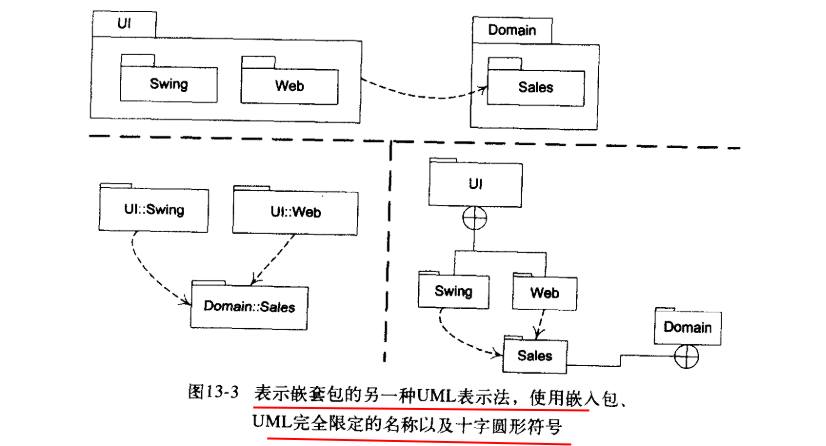 UI
Domain
Swing
Web
Sales
UI::Swing
UI::Web
Domain::Sales
UI
Swing
Web
Domain
Sales
图13-3 表示嵌套包的另一种UML表示法，使用嵌入包、
UML完全限定的名称以及十字圆形符号